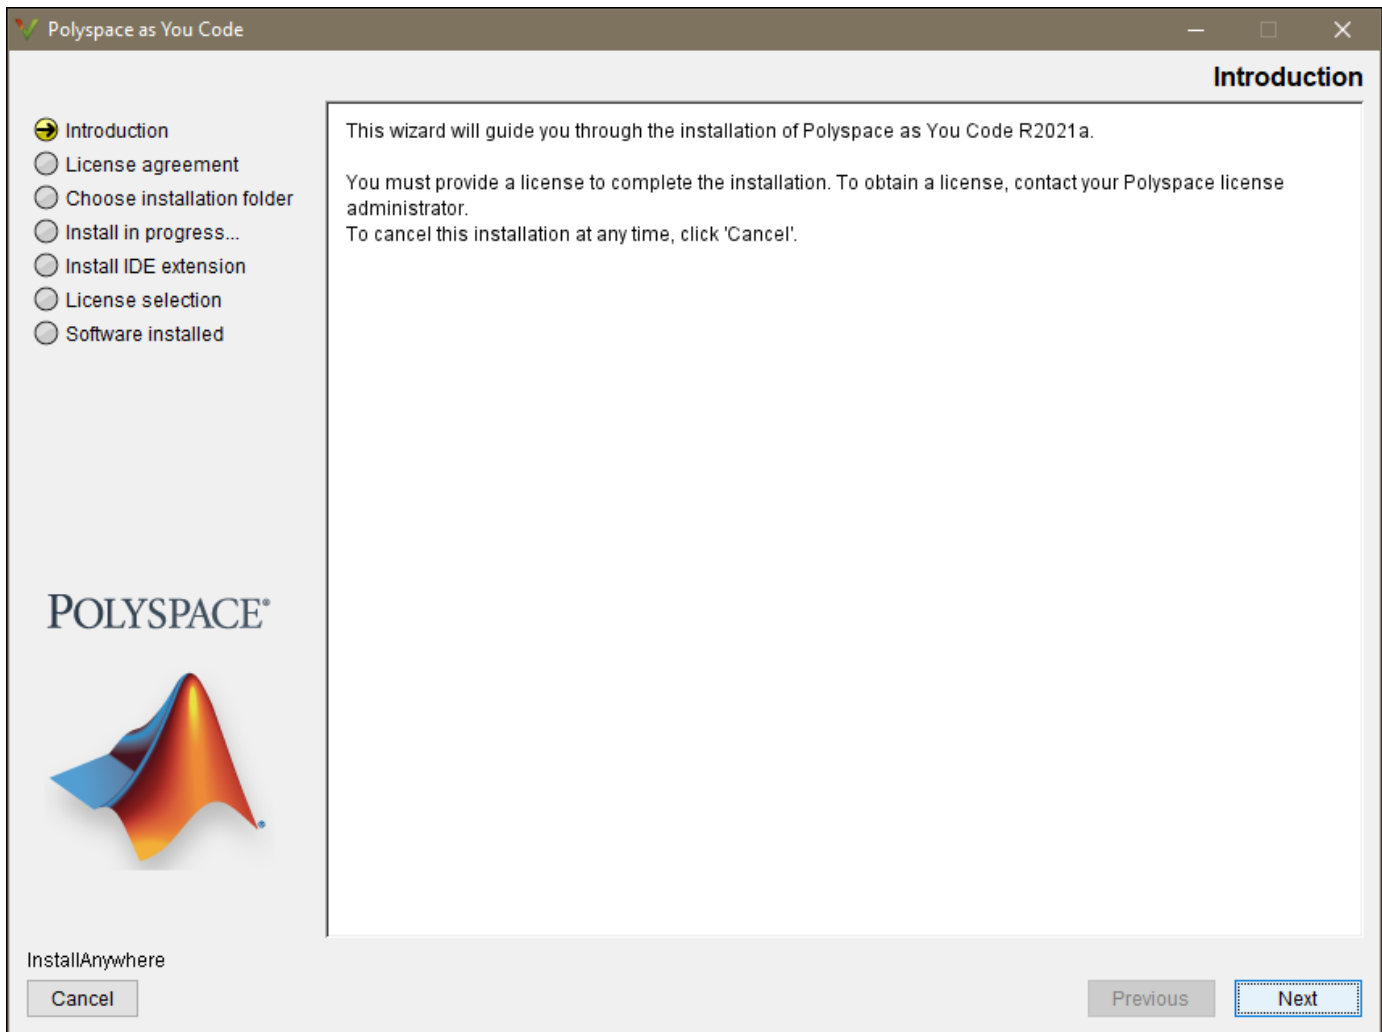 Polyspace as You Code
Introduction
Introduction
License agreement
Choose installation folder
Install in progress...
Install IDE extension
License selection
Software installed
This wizard will guide you through the installation of Polyspace as You Code R2021a.
You must provide a license to complete the installation. To obtain a license, contact your Polyspace license
administrator.
To cancel this installation at any time, click 'Cancel'.
POLYSPACE®
®
InstallAnywhere
Cancel
Previous
Next